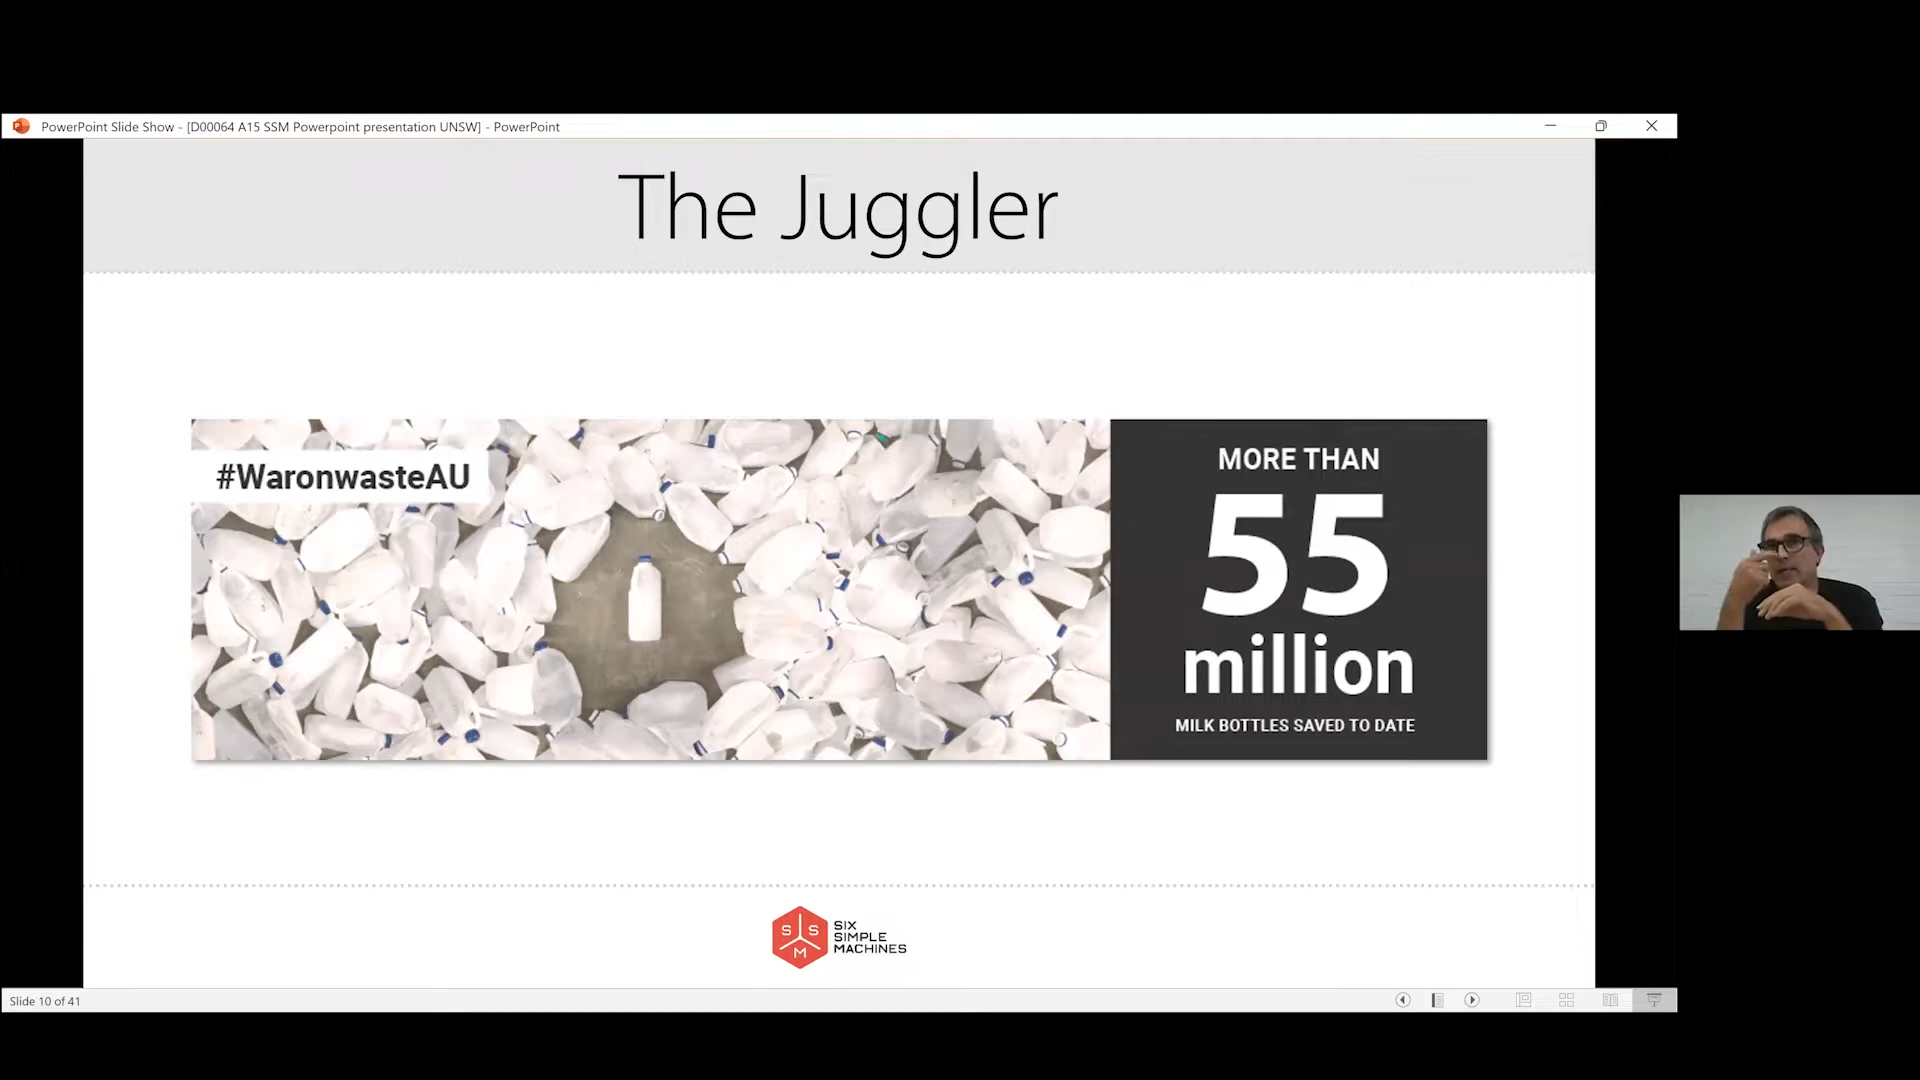 PowerPoint Slide Show - [D00064 A15 SSM Powerpoint presentation UNSW] - PowerPoint
The Juggler
#WaronwasteAU
MORE THAN
55
million
MILK BOTTLES SAVED TO DATE
S S
M
SIX
SIMPLE
MACHINES
Slide 10 of 41